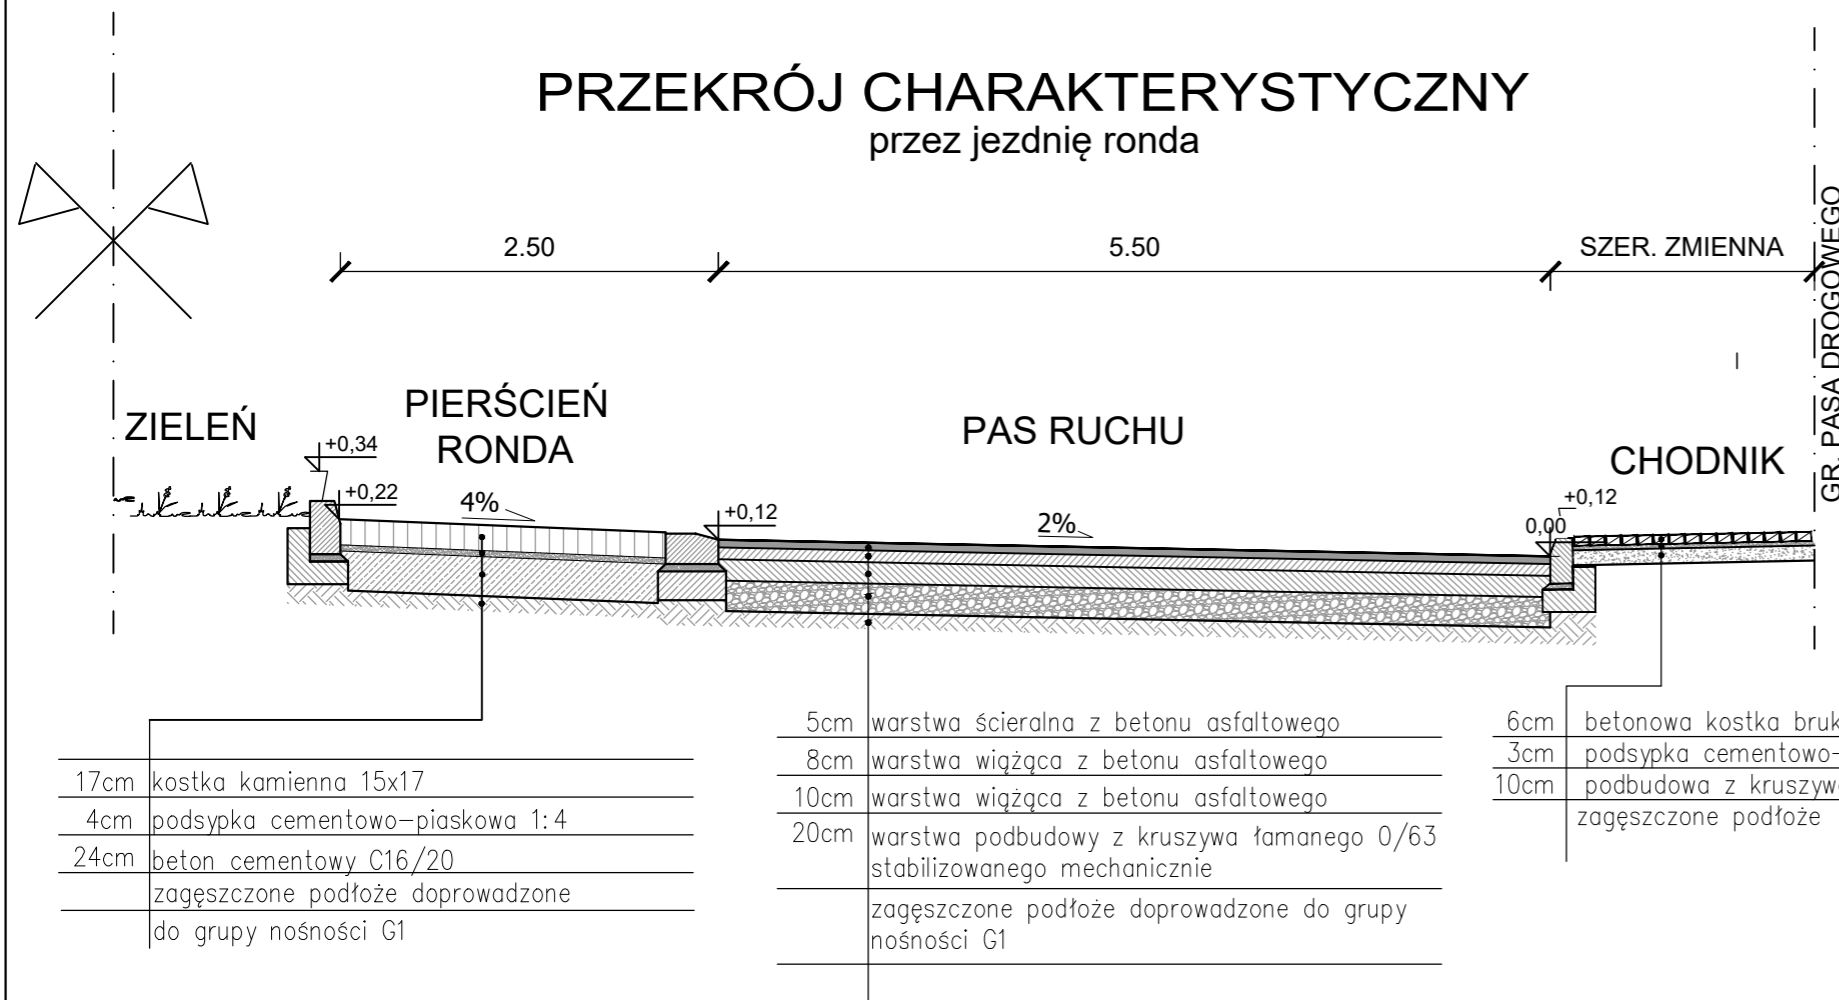 PRZEKRÓJ CHARAKTERYSTYCZNY
przez jezdnię ronda
2.50
5.50
SZER. ZMIENNA
GR. PASA DROGOWEGO
ZIELEŃ
PIERŚCIEŃ
RONDA
PAS RUCHU
CHODNIK
+0,34
+0,22
4%
+0,12
2%
0,00
+0,12
17cm kostka kamienna 15x17
4cm podsypka cementowo-piaskowa 1:4
24cm beton cementowy C16/20
zagęszczone podłoże doprowadzone
do grupy nośności G1
5cm warstwa ścieralna z betonu asfaltowego
8cm warstwa wiążąca z betonu asfaltowego
10cm warstwa wiążąca z betonu asfaltowego
20cm warstwa podbudowy z kruszywa łamanego 0/63
stabilizowanego mechanicznie
zagęszczone podłoże doprowadzone do grupy
nośności G1
6cm betonowa kostka bruk
3cm podsypka cementowo-
10cm podbudowa z kruszyw
zagęszczone podłoże